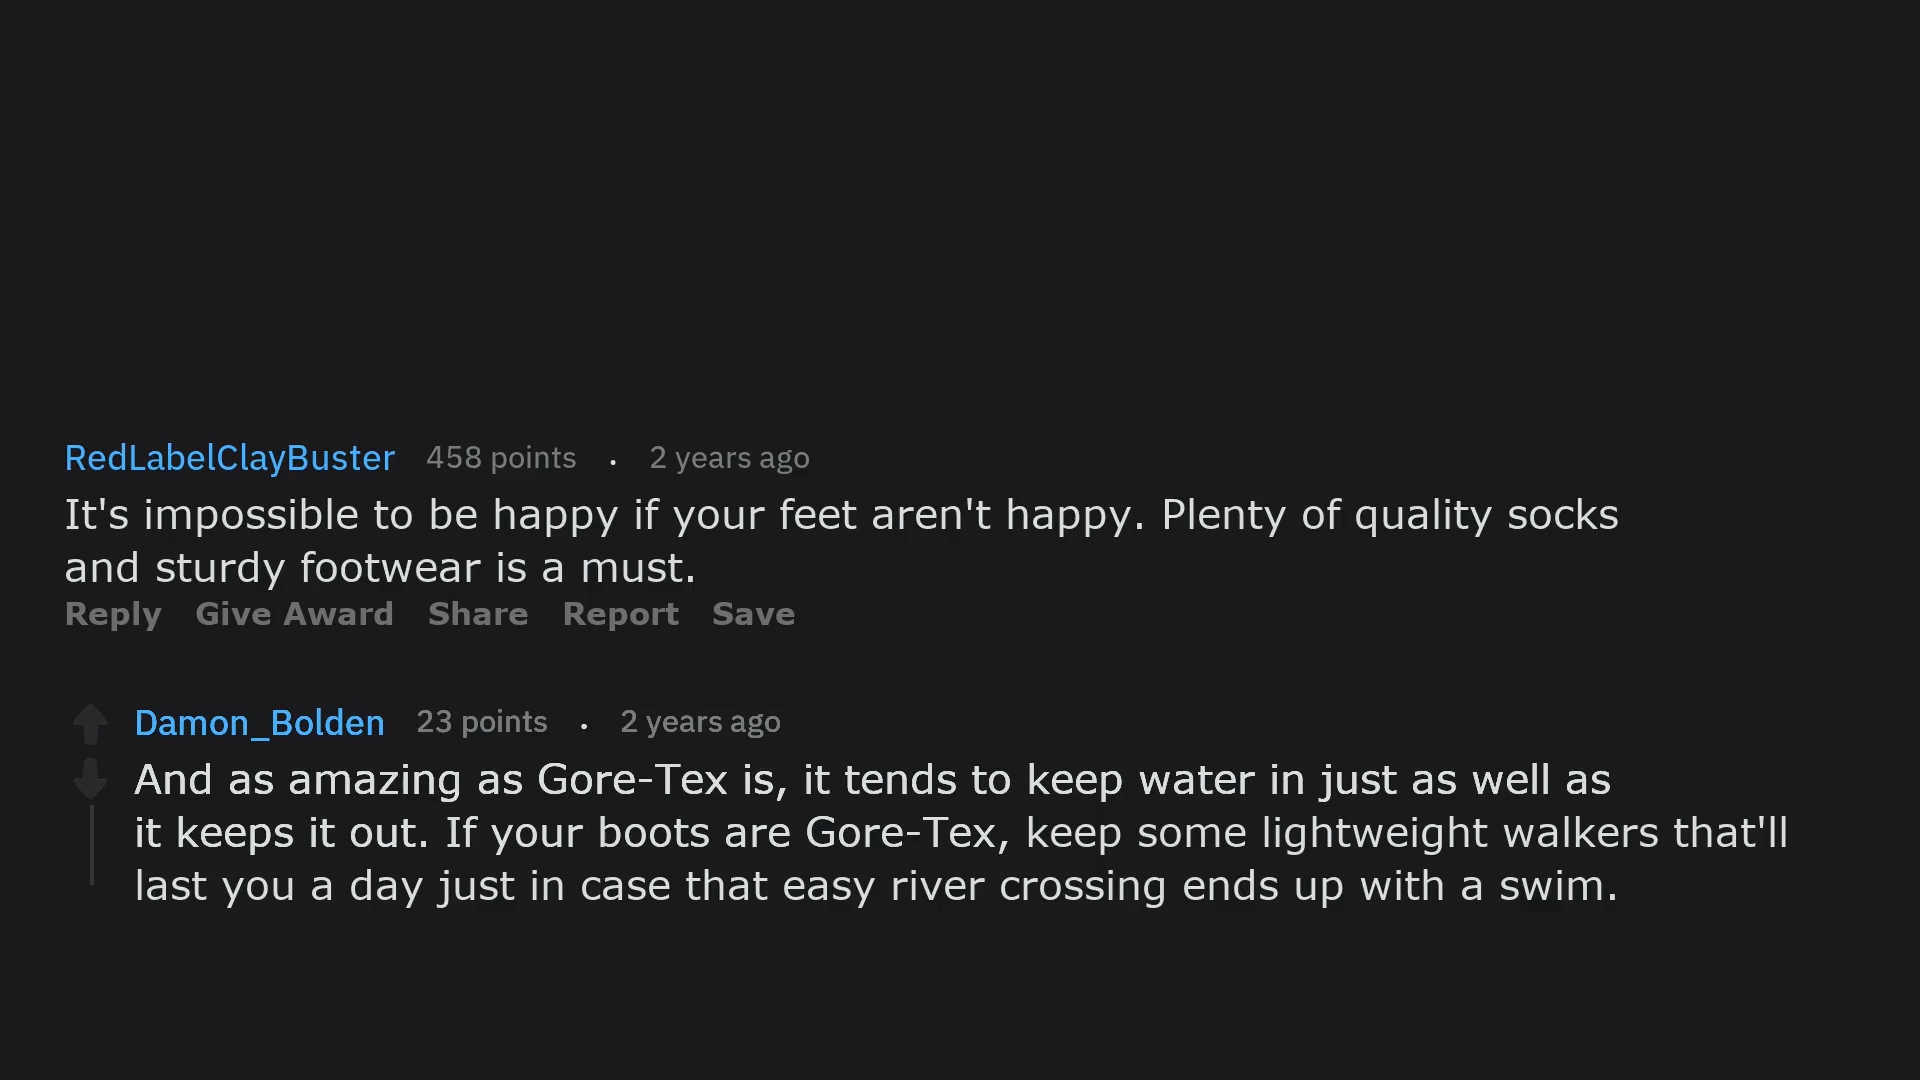 RedLabelClayBuster 458 points · 2 years ago
It's impossible to be happy if your feet aren't happy. Plenty of quality socks
and sturdy footwear is a must.
Reply Give Award Share Report Save
Damon_Bolden 23 points · 2 years ago
And as amazing as Gore-Tex is, it tends to keep water in just as well as
it keeps it out. If your boots are Gore-Tex, keep some lightweight walkers that'll
last you a day just in case that easy river crossing ends up with a swim.